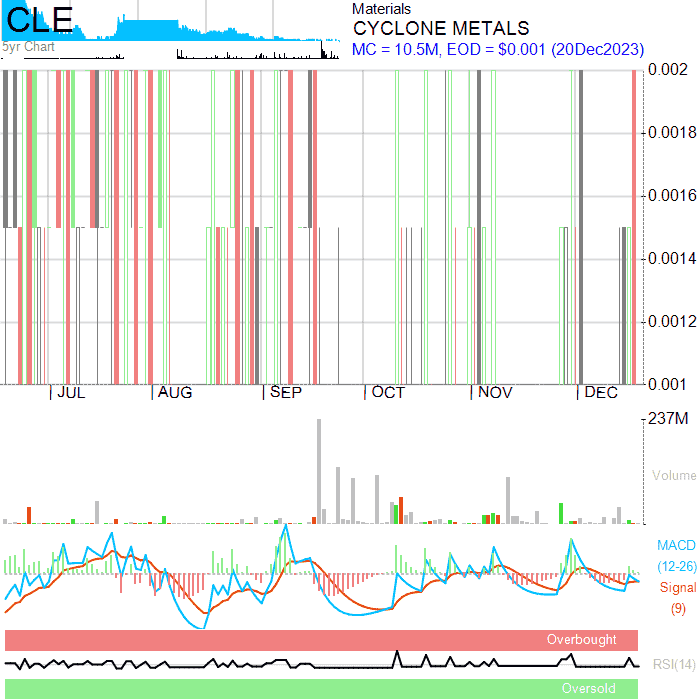 CLE
5yr Chart
Materials
CYCLONE METALS
MC = 10.5M, EOD = $0.001 (20Dec2023)
0.002
0.0018
0.0016
0.0014
0.0012
0.001
JUL AUG SEP OCT NOV DEC
237M
Volume
MACD
(12-26)
Signal
(9)
Overbought
RSI(14)
Oversold